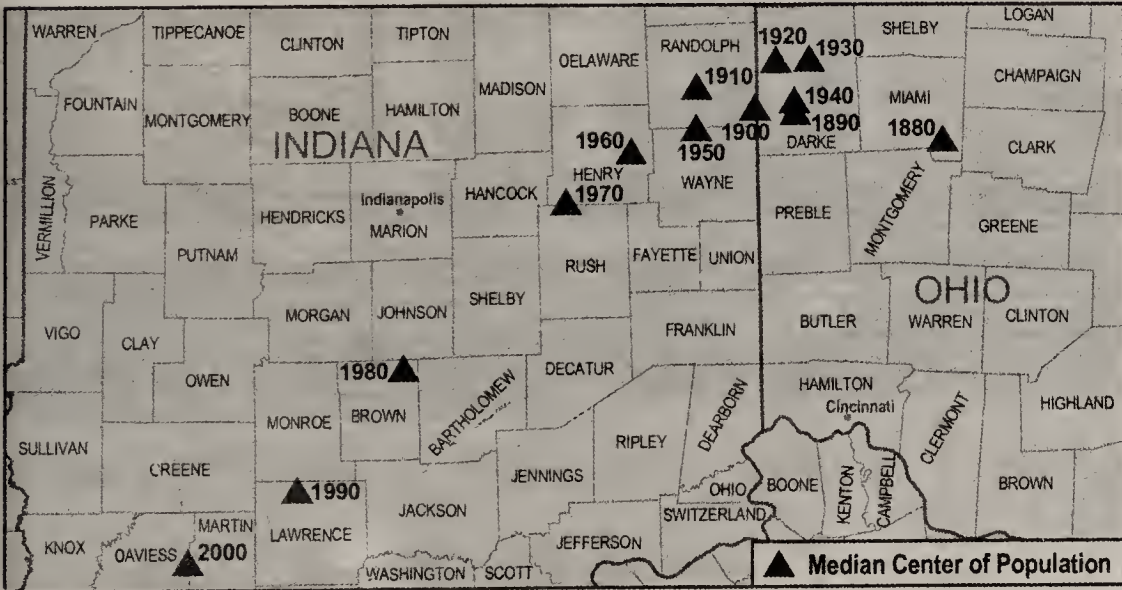 LOGAN
WARREN TIPPECANOE CLINTON TIPTON SHELBY
RANDOLPH 1920 1930
DELAWARE
MADISON CHAMPAIGN
1910
FOUNTAIN MONTGOMERY BOONE HAMILTON MIAMI
1940
1890
1900 DARKE 1880
INDIANA 1960 1950 CLARK
HENRY WAYNE
HANCOCK
1970
VERMILLION PARKE HENDRICKS Indianapolis
MARION PREBLE MONTGOMERY GREENE
PUTNAM RUSH FAYETTE UNION
SHELBY OHIO
MORGAN JOHNSON
VIGO CLAY FRANKLIN BUTLER WARREN CLINTON
OWEN 1980 DECATUR
HAMILTON
Cincinnati
MONROE BROWN BARTHOLOMEW DEARBORN CLERMONT HIGHLAND
SULLIVAN GREENE RIPLEY
JENNINGS
1990 OHIO BOONE KENTON CAMPBELL BROWN
JACKSON
SWITZERLAND
MARTIN LAWRENCE
KNOX DAVIESS 2000 JEFFERSON
WASHINGTON SCOTT
Median Center of Population